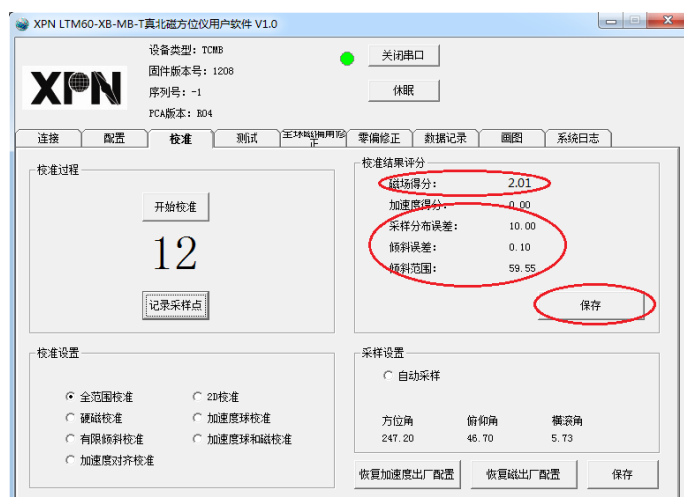 XPN LTM60-XB-MB-T真北磁方位仪用户软件 V1.0
XPN
设备类型: TCMB
固件版本号: 1208
序列号: -1
PCA版本: R04
关闭串口
休眠
连接 配置 校准 测试 全球磁偏角修正 零偏修正 数据记录 画图 系统日志
校准过程
开始校准
12
记录采样点
校准结果评分
磁场得分: 2.01
加速度得分: 0.00
采样分布误差: 10.00
倾斜误差: 0.10
倾斜范围: 59.55
保存
校准设置
全范围校准 2D校准
硬磁校准 加速度球校准
有限倾斜校准 加速度球和磁校准
加速度对齐校准
采样设置
自动采样
方位角 俯仰角 横滚角
247.20 46.70 5.73
恢复加速度出厂配置 恢复磁出厂配置 保存